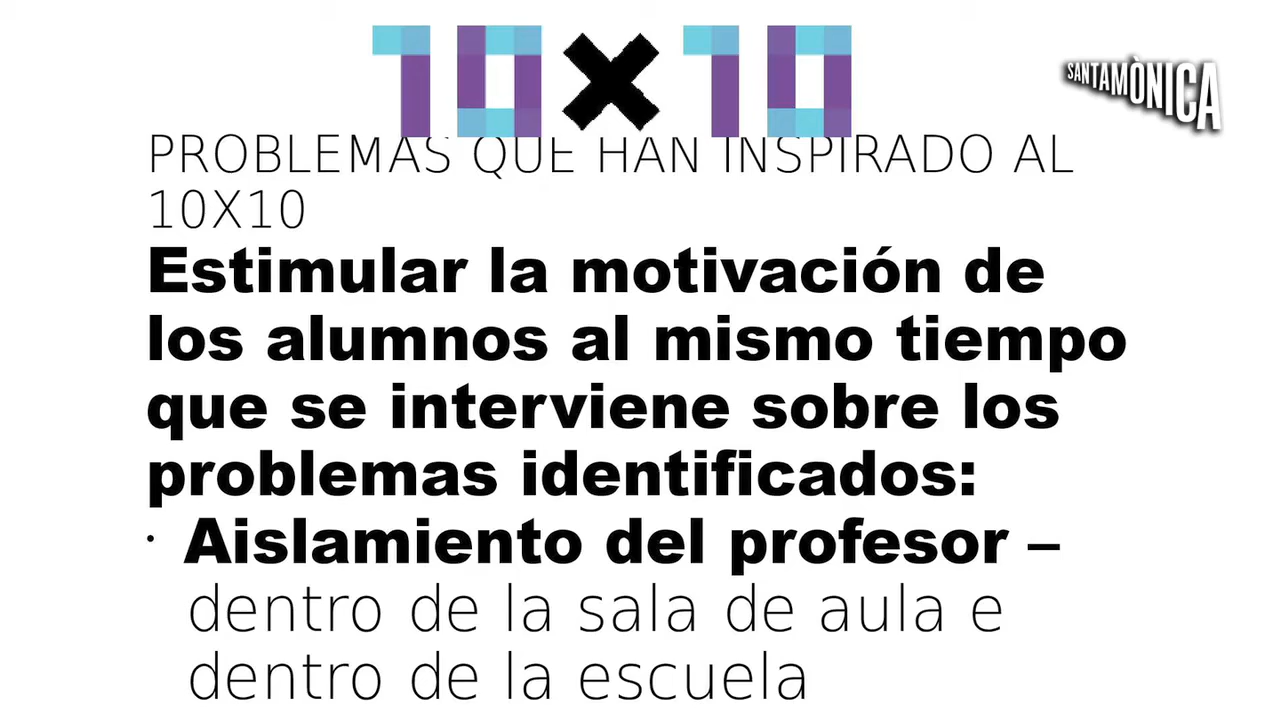 10×10
SANTAMÒNICA
PROBLEMAS QUE HAN INSPIRADO AL
10X10
Estimular la motivación de
los alumnos al mismo tiempo
que se interviene sobre los
problemas identificados:
· Aislamiento del profesor –
dentro de la sala de aula e
dentro de la escuela